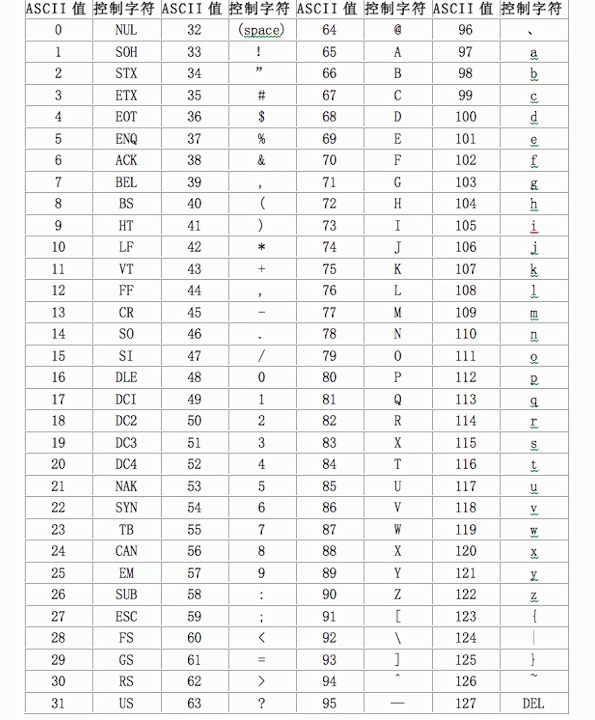 ASCII 值 控制字符 ASCII 值 控制字符 ASCII 值 控制字符 ASCII 值 控制字符
0 NUL 32 (space) 64 @ 96 、
1 SOH 33 ! 65 A 97 a
2 STX 34 ” 66 B 98 b
3 ETX 35 # 67 C 99 c
4 EOT 36 $ 68 D 100 d
5 ENQ 37 % 69 E 101 e
6 ACK 38 & 70 F 102 f
7 BEL 39 , 71 G 103 g
8 BS 40 ( 72 H 104 h
9 HT 41 ) 73 I 105 i
10 LF 42 * 74 J 106 j
11 VT 43 + 75 K 107 k
12 FF 44 , 76 L 108 l
13 CR 45 - 77 M 109 m
14 SO 46 . 78 N 110 n
15 SI 47 / 79 O 111 o
16 DLE 48 0 80 P 112 p
17 DCI 49 1 81 Q 113 q
18 DC2 50 2 82 R 114 r
19 DC3 51 3 83 X 115 s
20 DC4 52 4 84 T 116 t
21 NAK 53 5 85 U 117 u
22 SYN 54 6 86 V 118 v
23 TB 55 7 87 W 119 w
24 CAN 56 8 88 X 120 x
25 EM 57 9 89 Y 121 y
26 SUB 58 : 90 Z 122 z
27 ESC 59 ; 91 [ 123 {
28 FS 60 < 92 \ 124 |
29 GS 61 = 93 ] 125 }
30 RS 62 > 94 ^ 126 ~
31 US 63 ? 95 — 127 DEL